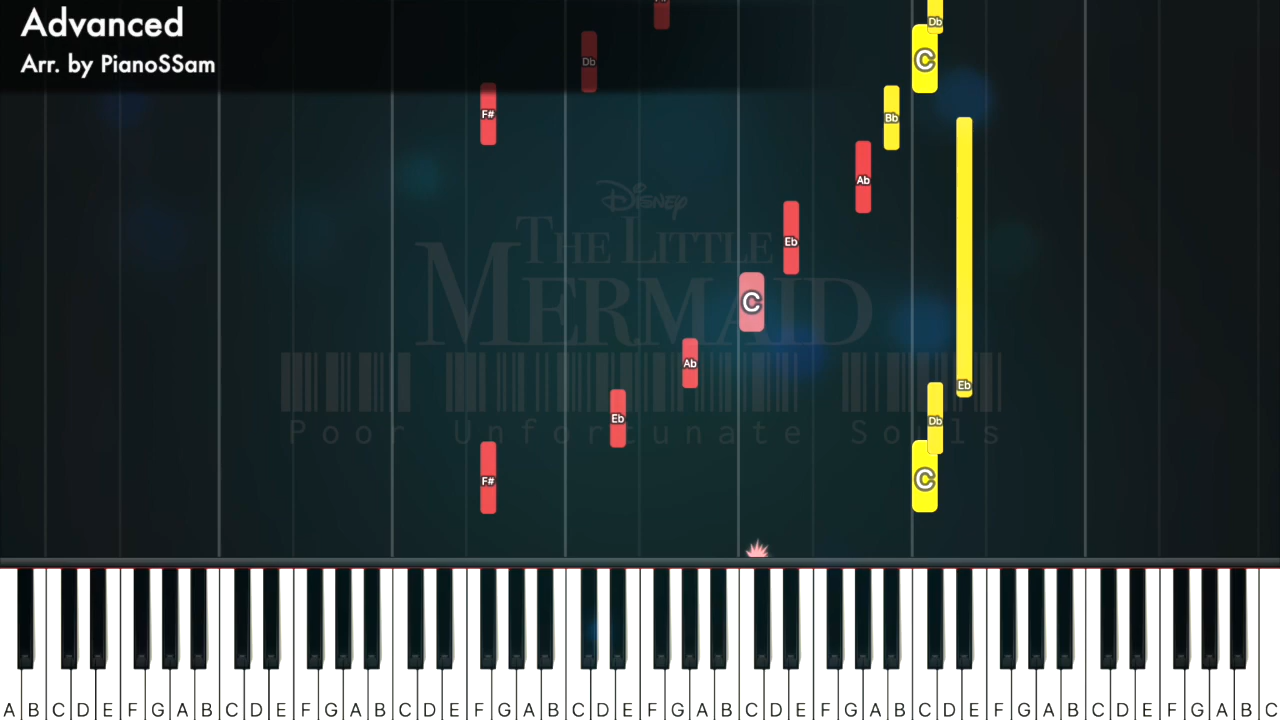 Advanced
Arr. by PianoSSam
Db
Db
C
F#
Bb
Ab
Eb
Disney
THE LITTLE
MERMAID
C
Ab
Eb
Eb
Db
Poor Unfortunate Souls
F#
C
A B C D E F G A B C D E F G A B C D E F G A B C D E F G A B C D E F G A B C D E F G A B C D E F G A B C